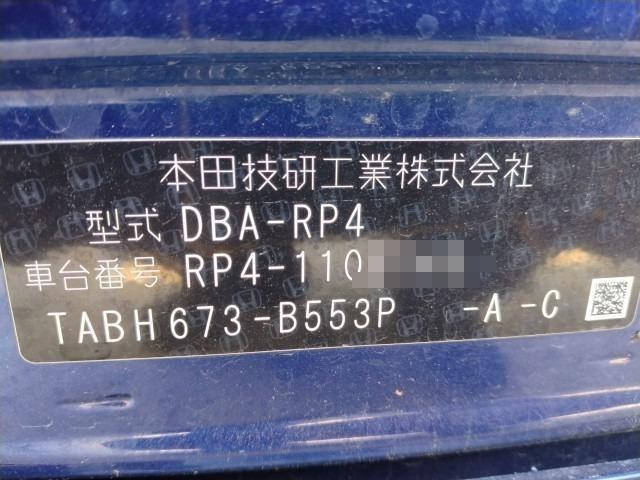 本田技研工業株式会社
型式 DBA-RP4
車台番号 RP4-110
TABH673-B553P -A -C